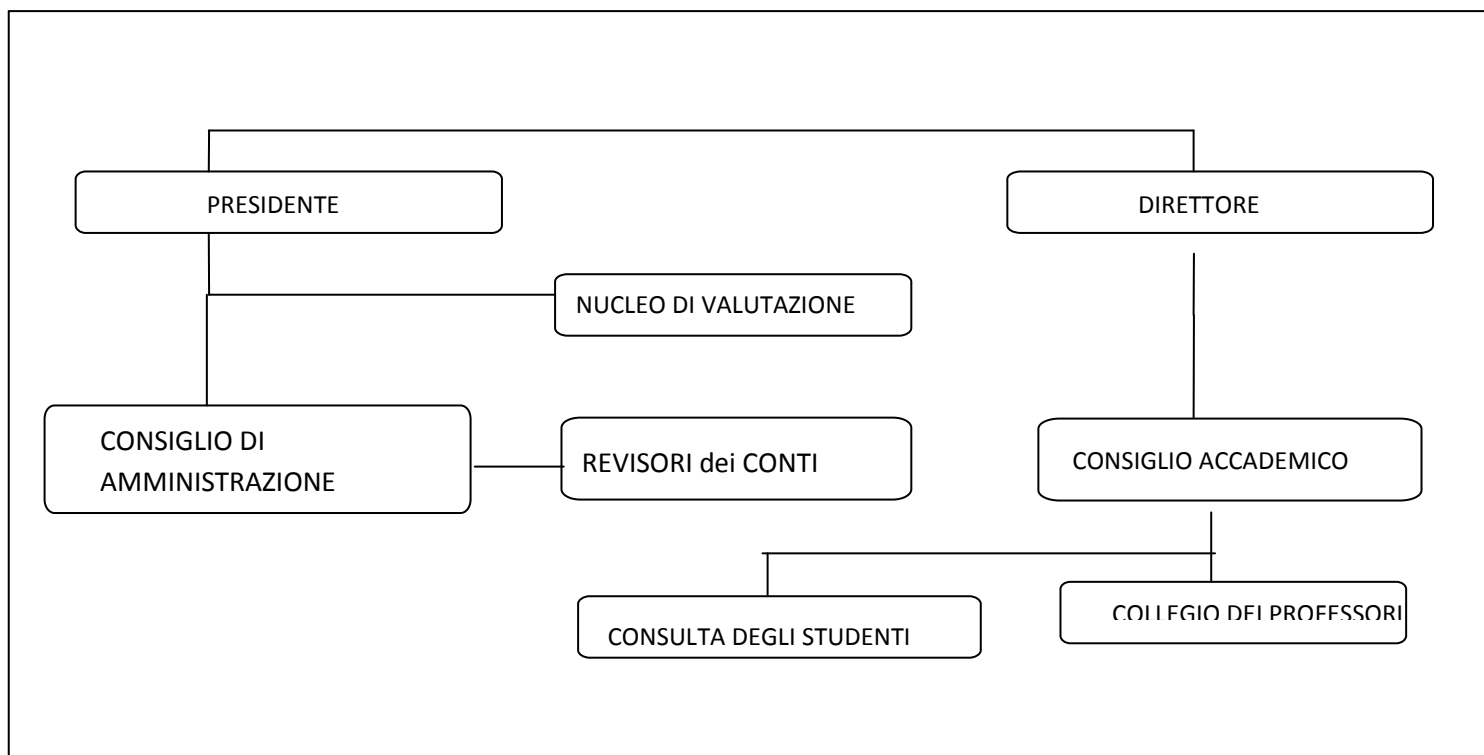 PRESIDENTE
DIRETTORE
NUCLEO DI VALUTAZIONE
CONSIGLIO DI
AMMINISTRAZIONE
REVISORI dei CONTI
CONSIGLIO ACCADEMICO
CONSULTA DEGLI STUDENTI
COLLEGIO DEI PROFESSORI